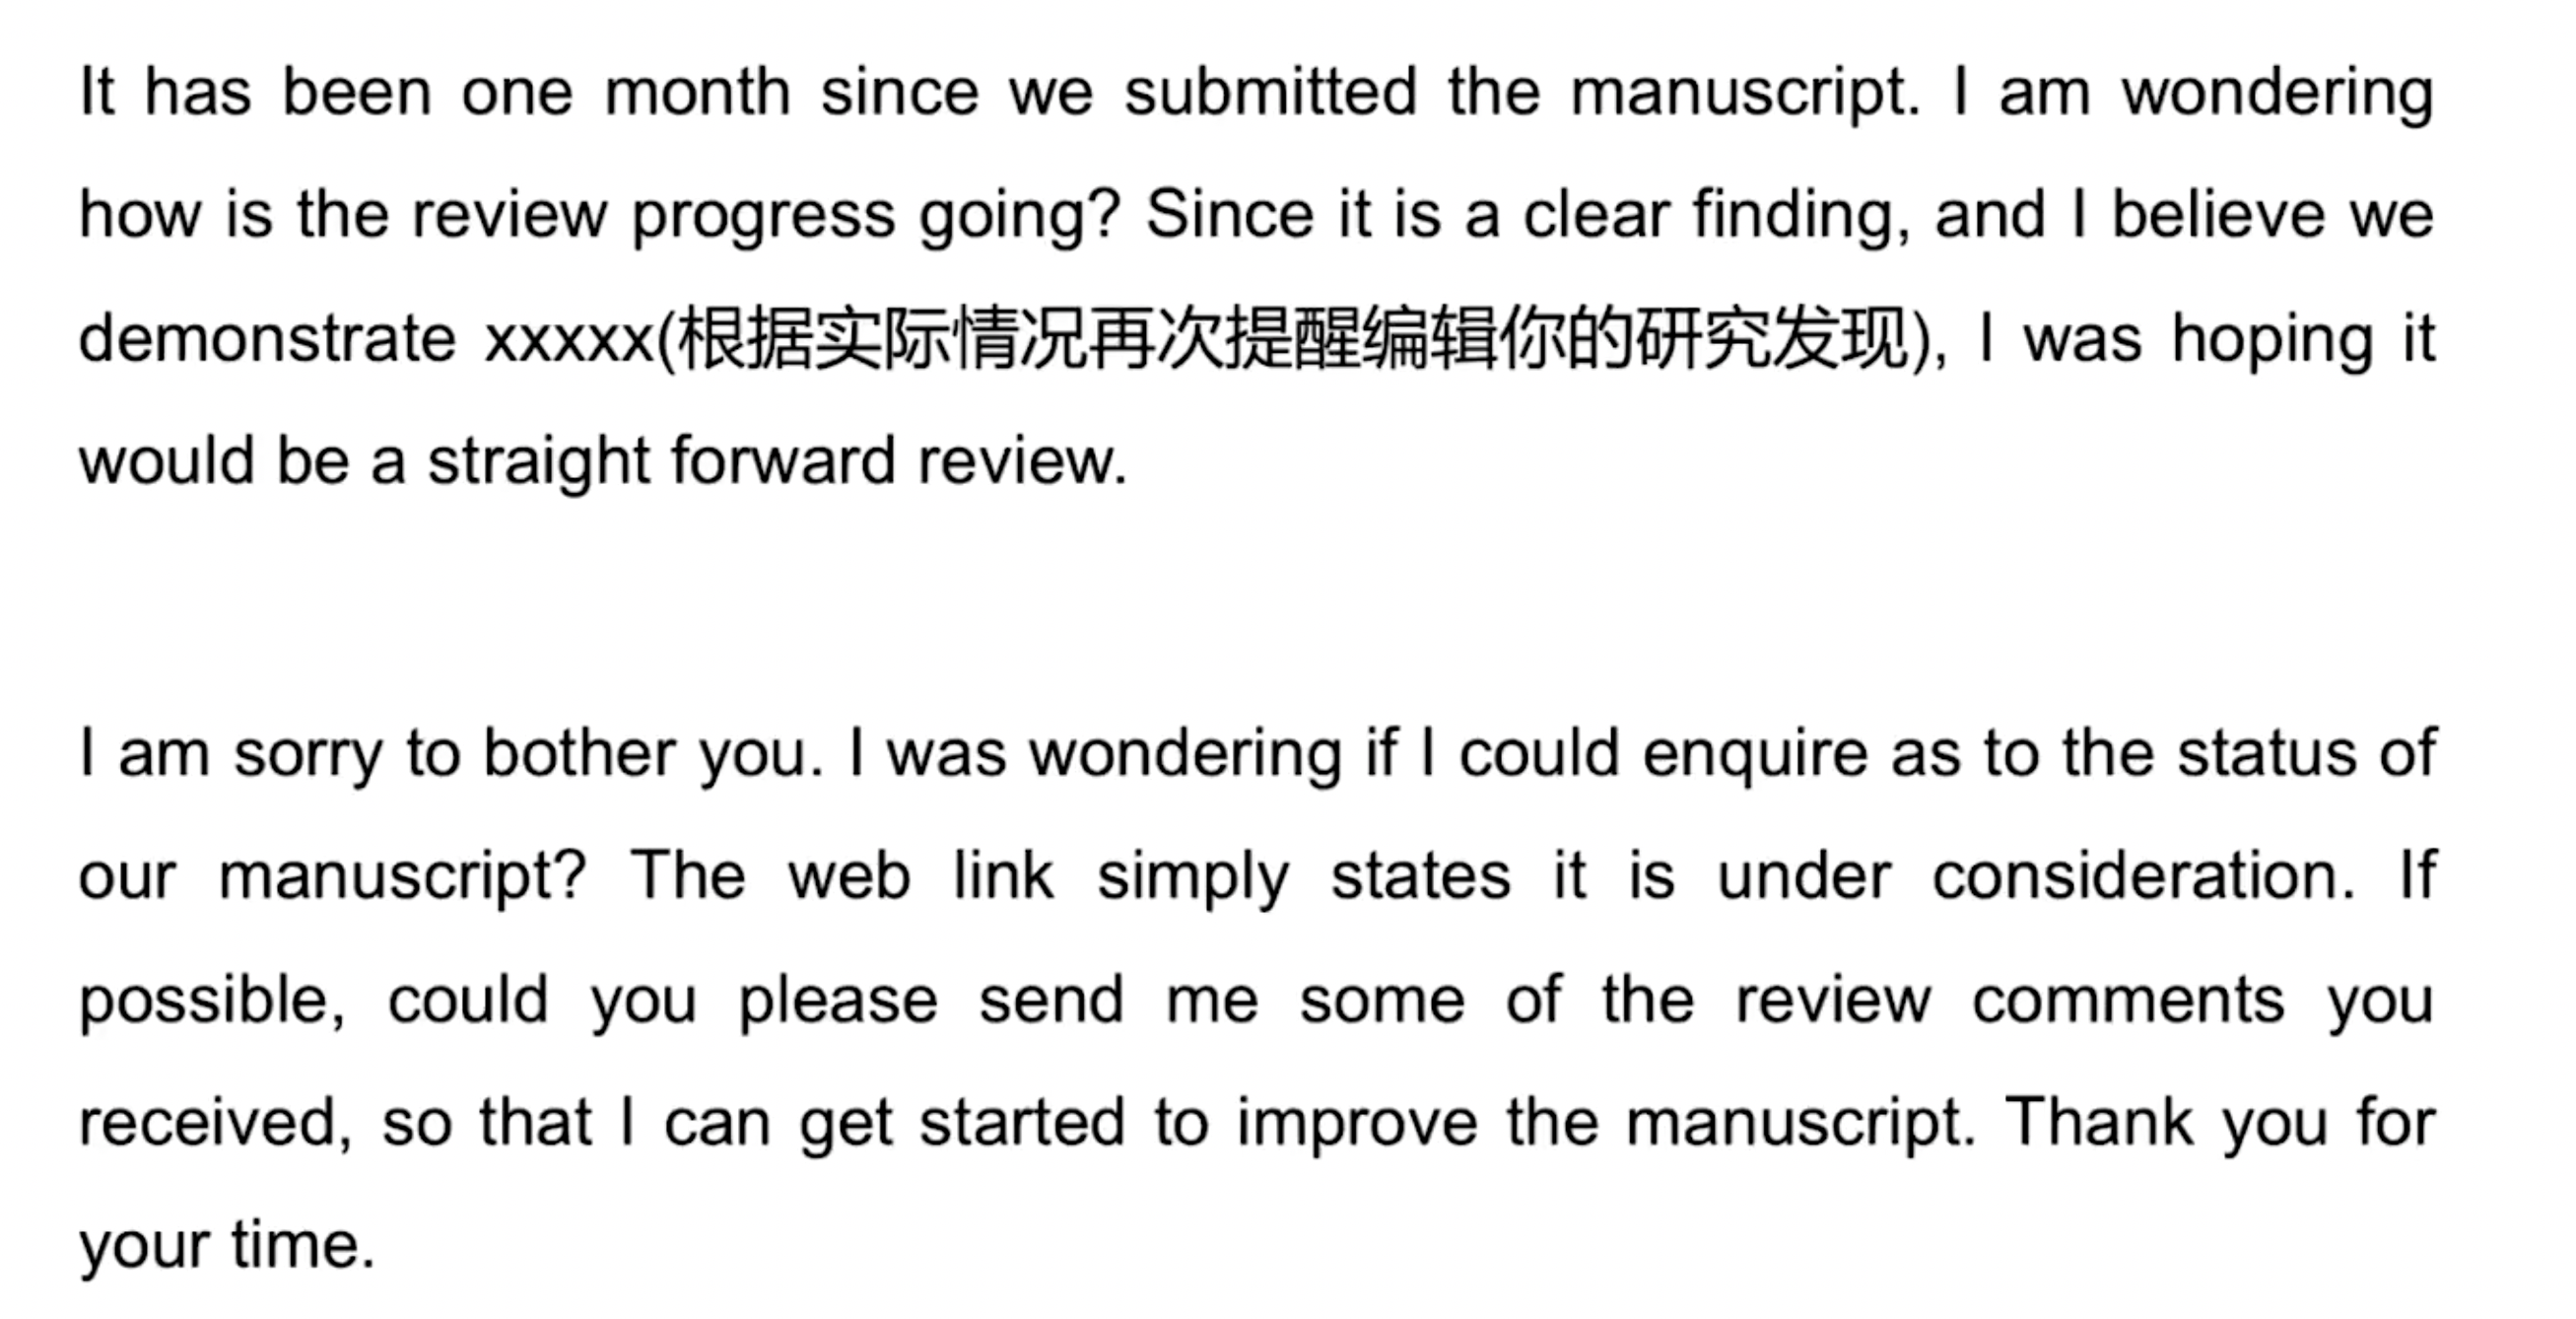 It has been one month since we submitted the manuscript. I am wondering
how is the review progress going? Since it is a clear finding, and I believe we
demonstrate xxxxx(根据实际情况再次提醒编辑你的研究发现), I was hoping it
would be a straight forward review.
I am sorry to bother you. I was wondering if I could enquire as to the status of
our manuscript? The web link simply states it is under consideration. If
possible, could you please send me some of the review comments you
received, so that I can get started to improve the manuscript. Thank you for
your time.